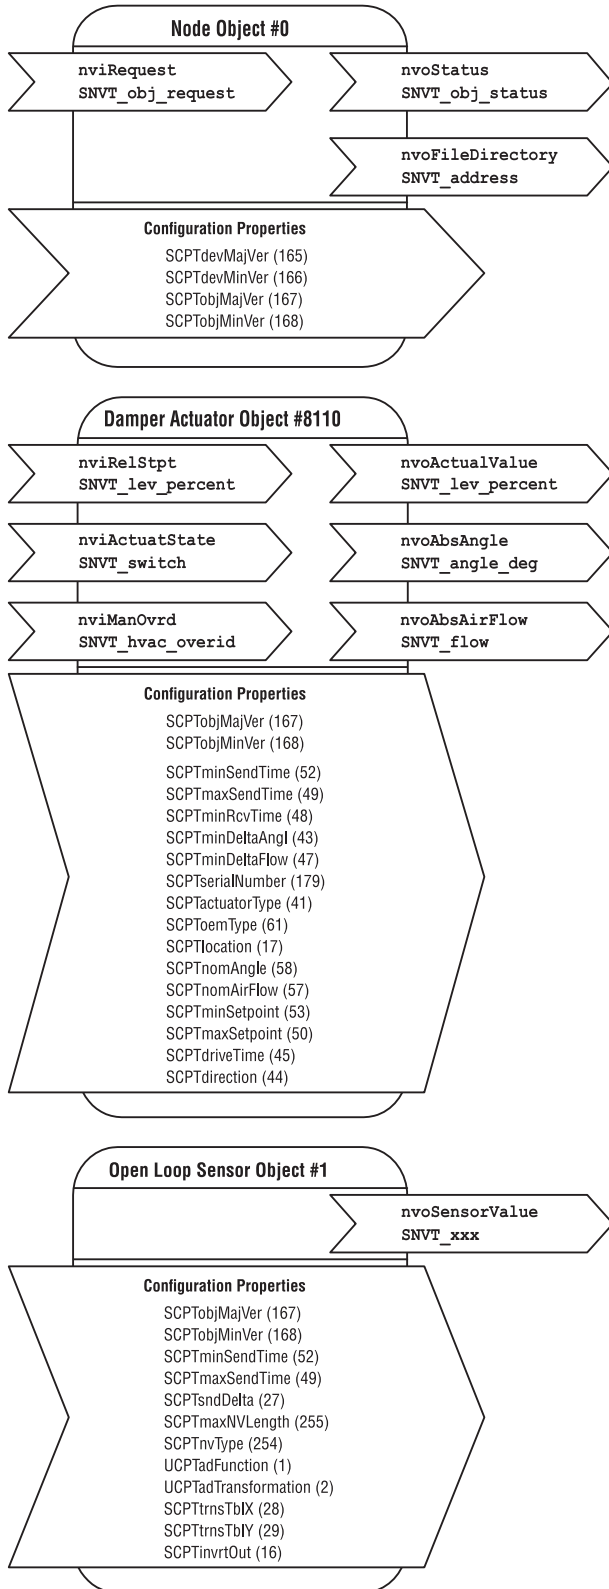 Node Object #0
nviRequest
SNVT_obj_request
nvoStatus
SNVT_obj_status
nvoFileDirectory
SNVT_address
Configuration Properties
SCPTdevMajVer (165)
SCPTdevMinVer (166)
SCPTobjMajVer (167)
SCPTobjMinVer (168)
Damper Actuator Object #8110
nviRelStpt
SNVT_lev_percent
nvoActualValue
SNVT_lev_percent
nviActuatState
SNVT_switch
nvoAbsAngle
SNVT_angle_deg
nviManOvrd
SNVT_hvac_overid
nvoAbsAirFlow
SNVT_flow
Configuration Properties
SCPTobjMajVer (167)
SCPTobjMinVer (168)
SCPTminSendTime (52)
SCPTmaxSendTime (49)
SCPTminRcvTime (48)
SCPTminDeltaAngl (43)
SCPTminDeltaFlow (47)
SCPTserialNumber (179)
SCPTactuatorType (41)
SCPToemType (61)
SCPTlocation (17)
SCPTnomAngle (58)
SCPTnomAirFlow (57)
SCPTminSetpoint (53)
SCPTmaxSetpoint (50)
SCPTdriveTime (45)
SCPTdirection (44)
Open Loop Sensor Object #1
nvoSensorValue
SNVT_xxx
Configuration Properties
SCPTobjMajVer (167)
SCPTobjMinVer (168)
SCPTminSendTime (52)
SCPTmaxSendTime (49)
SCPTsndDelta (27)
SCPTmaxNVLength (255)
SCPTnvType (254)
UCPTadFunction (1)
UCPTadTransformation (2)
SCPTtrnsTblX (28)
SCPTtrnsTblY (29)
SCPTinvrtOut (16)